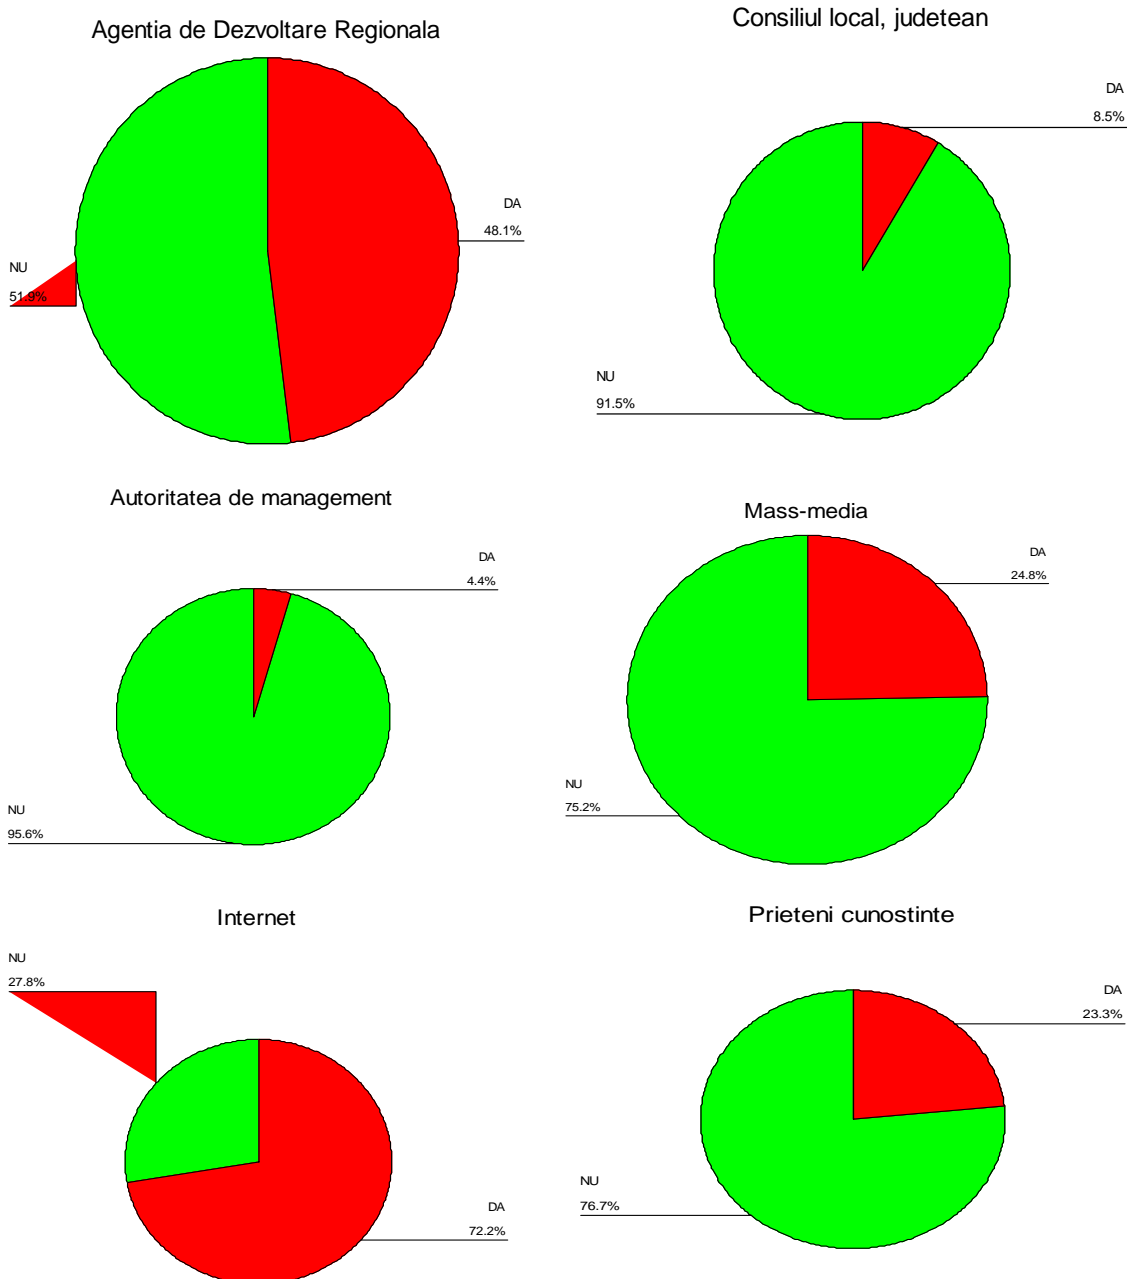 Agentia de Dezvoltare Regionala
DA
48.1%
NU
51.9%
Consiliul local, judetean
DA
8.5%
NU
91.5%
Autoritatea de management
DA
4.4%
NU
95.6%
Mass-media
DA
24.8%
NU
75.2%
Internet
NU
27.8%
DA
72.2%
Prieteni cunostinte
DA
23.3%
NU
76.7%